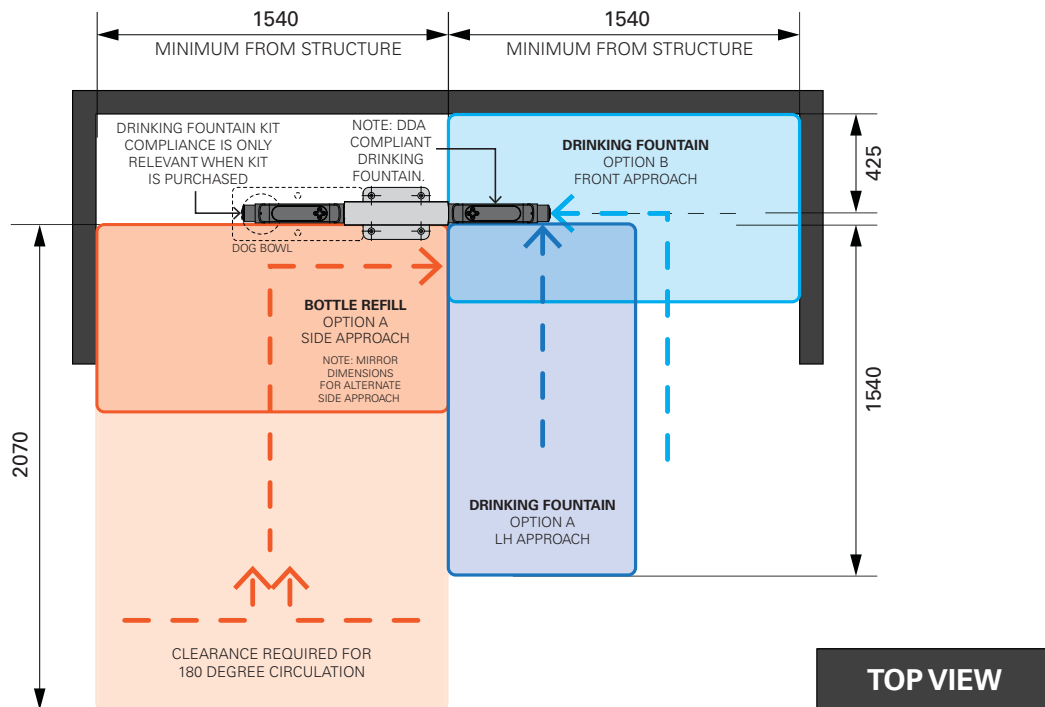 1540
MINIMUM FROM STRUCTURE
1540
MINIMUM FROM STRUCTURE
DRINKING FOUNTAIN KIT
COMPLIANCE IS ONLY
RELEVANT WHEN KIT
IS PURCHASED
NOTE: DDA
COMPLIANT
DRINKING
FOUNTAIN.
DRINKING FOUNTAIN
OPTION B
FRONT APPROACH
425
DOG BOWL
BOTTLE REFILL
OPTION A
SIDE APPROACH
NOTE: MIRROR
DIMENSIONS
FOR ALTERNATE
SIDE APPROACH
2070
1540
DRINKING FOUNTAIN
OPTION A
LH APPROACH
CLEARANCE REQUIRED FOR
180 DEGREE CIRCULATION
TOP VIEW